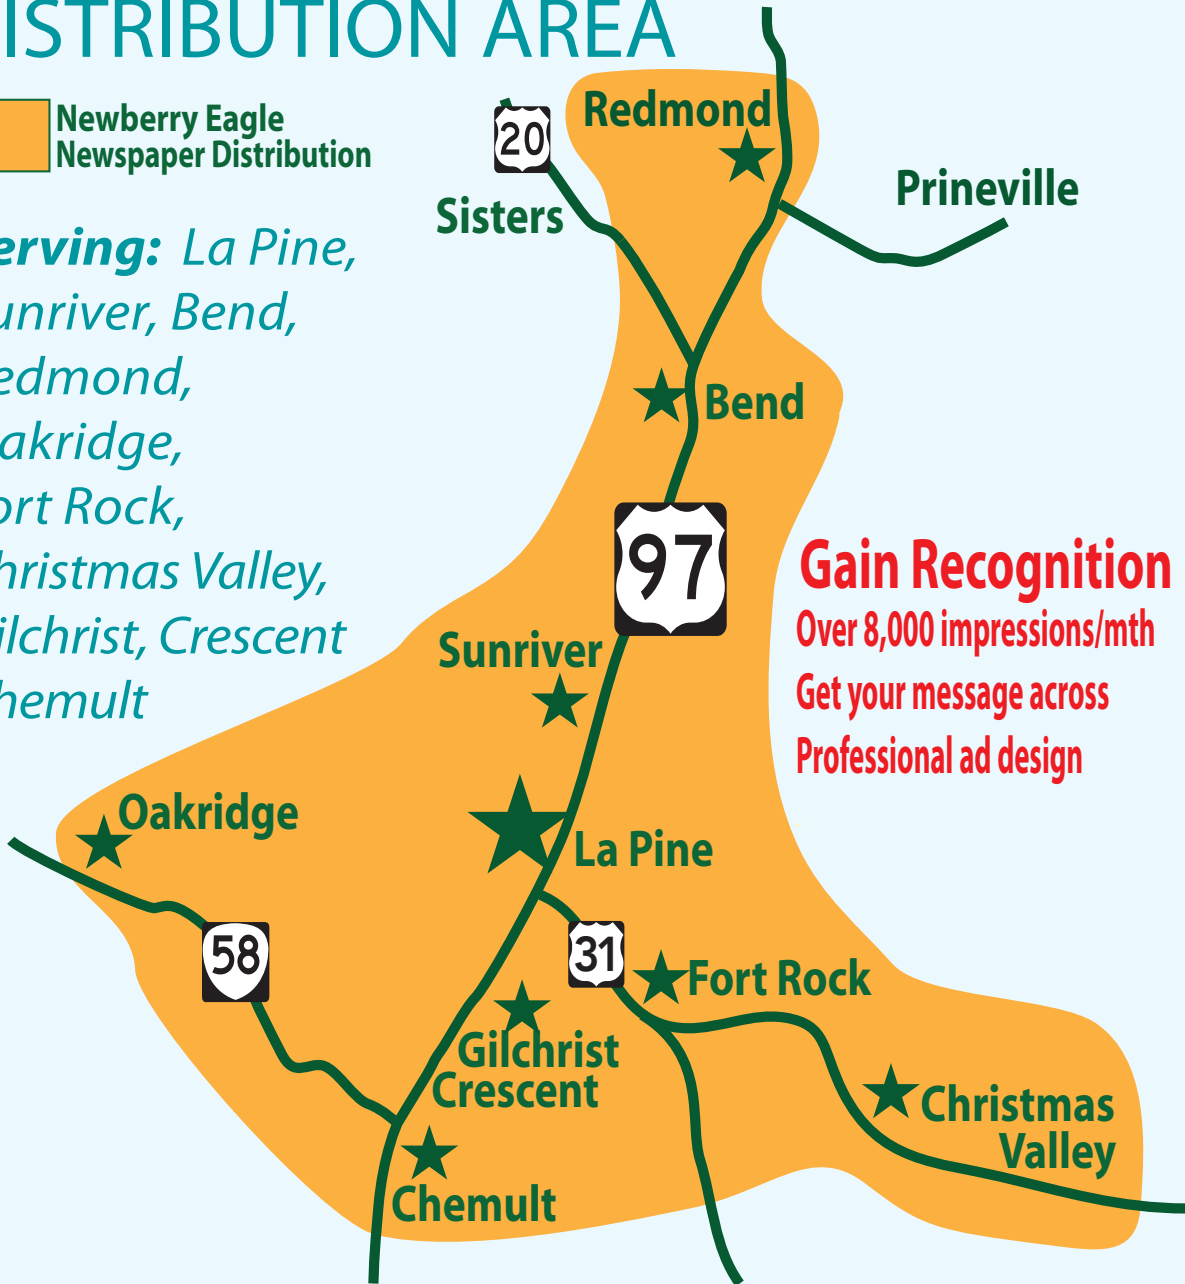 ISTRIBUTION AREA
Newberry Eagle
Newspaper Distribution
erving: La Pine,
unriver, Bend,
edmond,
akridge,
ort Rock,
hristmas Valley,
ilchrist, Crescent
hemult
Redmond
20
Sisters
Prineville
Bend
97
Gain Recognition
Over 8,000 impressions/mth
Get your message across
Professional ad design
Sunriver
Oakridge
La Pine
58
31
Fort Rock
Gilchrist
Crescent
Christmas
Valley
Chemult